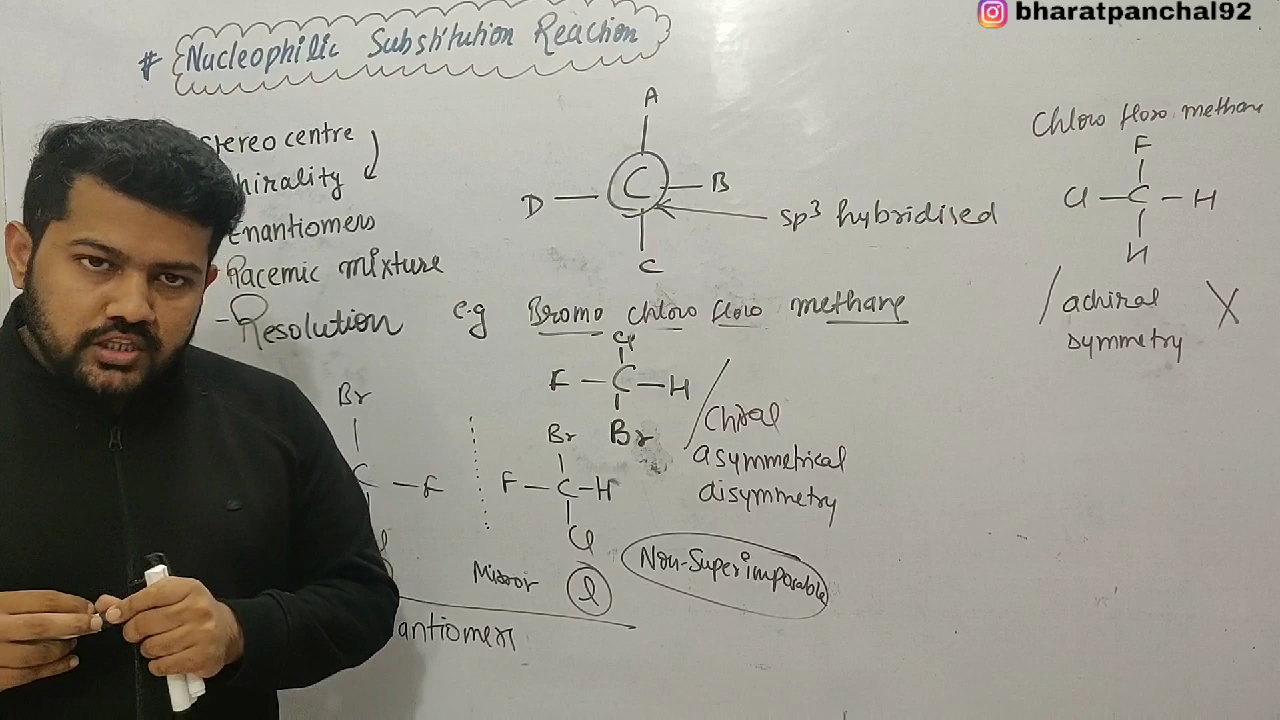 bharatpanchal92
# Nucleophilic Substitution Reaction
stereo centre
hirality
Enantiomers
Racemic mixture
- Resolution
A
D — C — B
C
sp³ hybridised
Chloro floro methane
F
Cl — C — H
H
/ achiral X
symmetry
e.g Bromo chloro floro methane
Cl
F — C — H
Br
/ Chiral
asymmetrical
disymmetry
Br
C — F
Br
F — C — H
Cl
Mirror
l
Non-Superimposable
antiomers